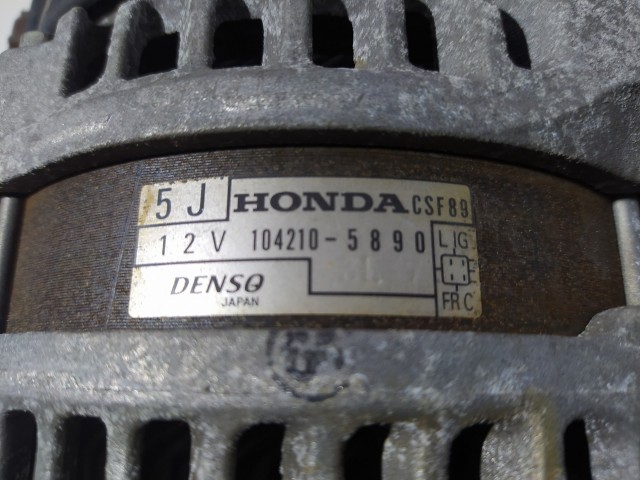 5J HONDA CSF89
12V 104210-5890 L IG
DENSO
JAPAN
FR C